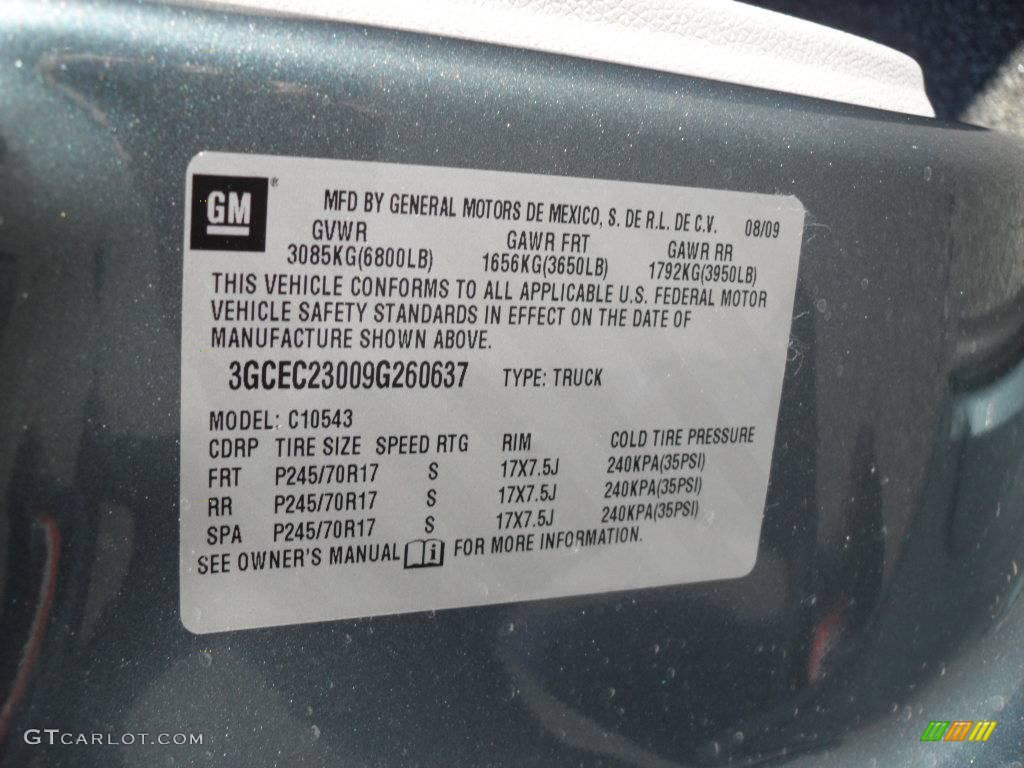 GM®
MFD BY GENERAL MOTORS DE MEXICO, S. DE R.L. DE C.V. 08/09
GVWR GAWR FRT GAWR RR
3085KG(6800LB) 1656KG(3650LB) 1792KG(3950LB)
THIS VEHICLE CONFORMS TO ALL APPLICABLE U.S. FEDERAL MOTOR
VEHICLE SAFETY STANDARDS IN EFFECT ON THE DATE OF
MANUFACTURE SHOWN ABOVE.
3GCEC23009G260637 TYPE: TRUCK
MODEL: C10543
CDRP TIRE SIZE SPEED RTG RIM COLD TIRE PRESSURE
FRT P245/70R17 S 17X7.5J 240KPA(35PSI)
RR P245/70R17 S 17X7.5J 240KPA(35PSI)
SPA P245/70R17 S 17X7.5J 240KPA(35PSI)
SEE OWNER'S MANUAL FOR MORE INFORMATION.
GTCARLOT.COM